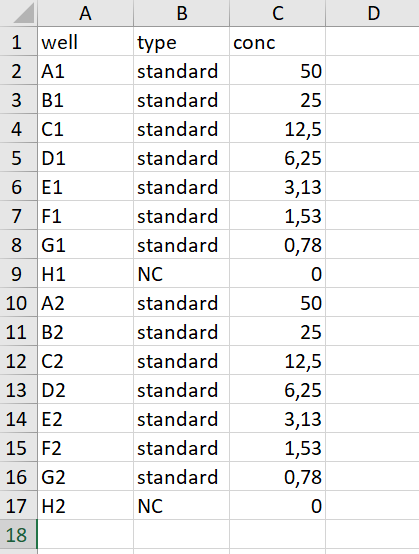 A B C D
1 well type conc
2 A1 standard 50
3 B1 standard 25
4 C1 standard 12,5
5 D1 standard 6,25
6 E1 standard 3,13
7 F1 standard 1,53
8 G1 standard 0,78
9 H1 NC 0
10 A2 standard 50
11 B2 standard 25
12 C2 standard 12,5
13 D2 standard 6,25
14 E2 standard 3,13
15 F2 standard 1,53
16 G2 standard 0,78
17 H2 NC 0
18